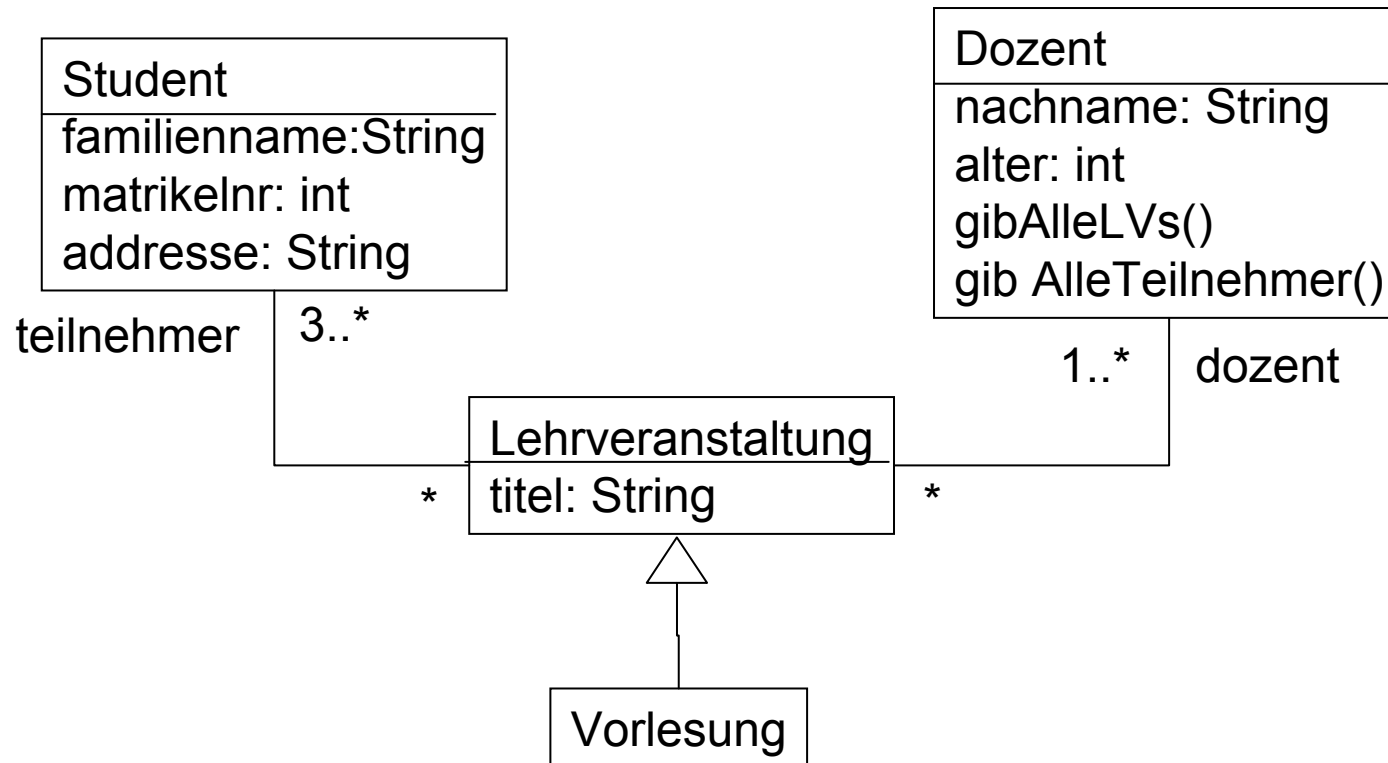 Student
familienname:String
matrikelnr: int
addresse: String
teilnehmer
3..*
Dozent
nachname: String
alter: int
gibAlleLVs()
gib AlleTeilnehmer()
1..*
dozent
Lehrveranstaltung
titel: String
*
*
Vorlesung